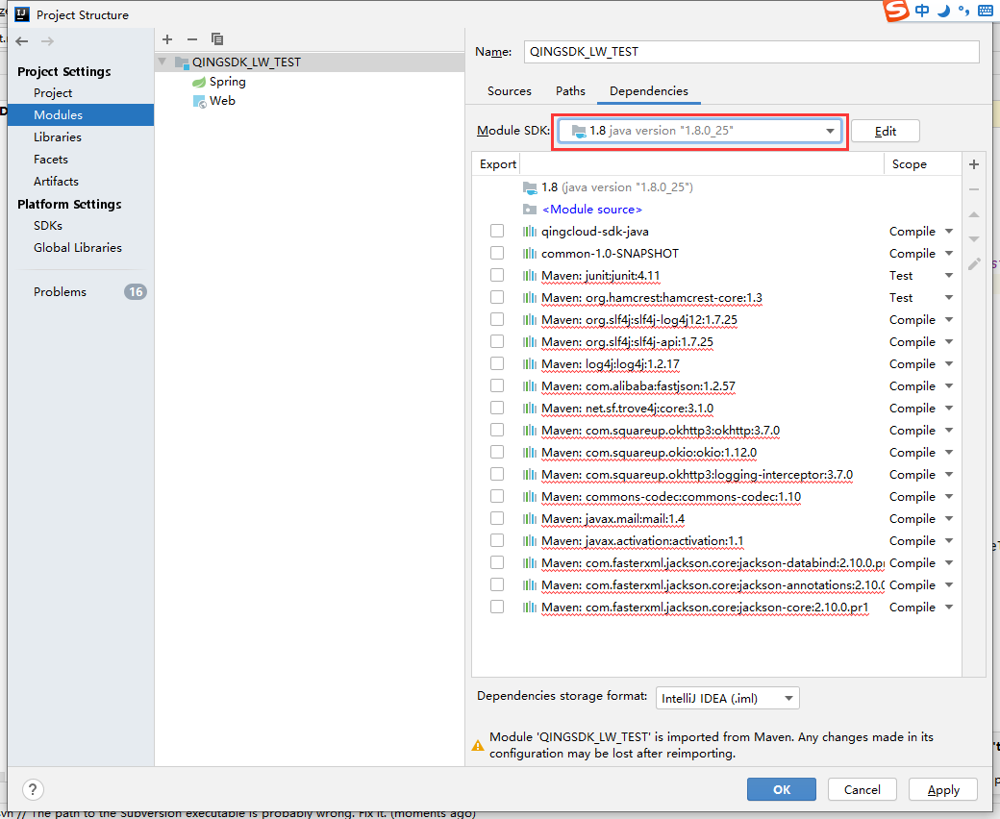 Project Structure
中
Project Settings
Project
Modules
Libraries
Facets
Artifacts
Platform Settings
SDKs
Global Libraries
Problems
16
QINGSDK_LW_TEST
Spring
Web
Name:
QINGSDK_LW_TEST
Sources
Paths
Dependencies
Module SDK:
1.8 java version "1.8.0_25"
Edit
Export
Scope
1.8 (java version "1.8.0_25")
<Module source>
qingcloud-sdk-java Compile
common-1.0-SNAPSHOT Compile
Maven: junit:junit:4.11 Test
Maven: org.hamcrest:hamcrest-core:1.3 Test
Maven: org.slf4j:slf4j-log4j12:1.7.25 Compile
Maven: org.slf4j:slf4j-api:1.7.25 Compile
Maven: log4j:log4j:1.2.17 Compile
Maven: com.alibaba:fastjson:1.2.57 Compile
Maven: net.sf.trove4j:core:3.1.0 Compile
Maven: com.squareup.okhttp3:okhttp:3.7.0 Compile
Maven: com.squareup.okio:okio:1.12.0 Compile
Maven: com.squareup.okhttp3:logging-interceptor:3.7.0 Compile
Maven: commons-codec:commons-codec:1.10 Compile
Maven: javax.mail:mail:1.4 Compile
Maven: javax.activation:activation:1.1 Compile
Maven: com.fasterxml.jackson.core:jackson-databind:2.10.0.pr Compile
Maven: com.fasterxml.jackson.core:jackson-annotations:2.10.0 Compile
Maven: com.fasterxml.jackson.core:jackson-core:2.10.0.pr1 Compile
Dependencies storage format:
IntelliJ IDEA (.iml)
Module 'QINGSDK_LW_TEST' is imported from Maven. Any changes made in its
configuration may be lost after reimporting.
?
OK
Cancel
Apply
vn // The path to the Subversion executable is probably wrong. Fix it. (moments ago)